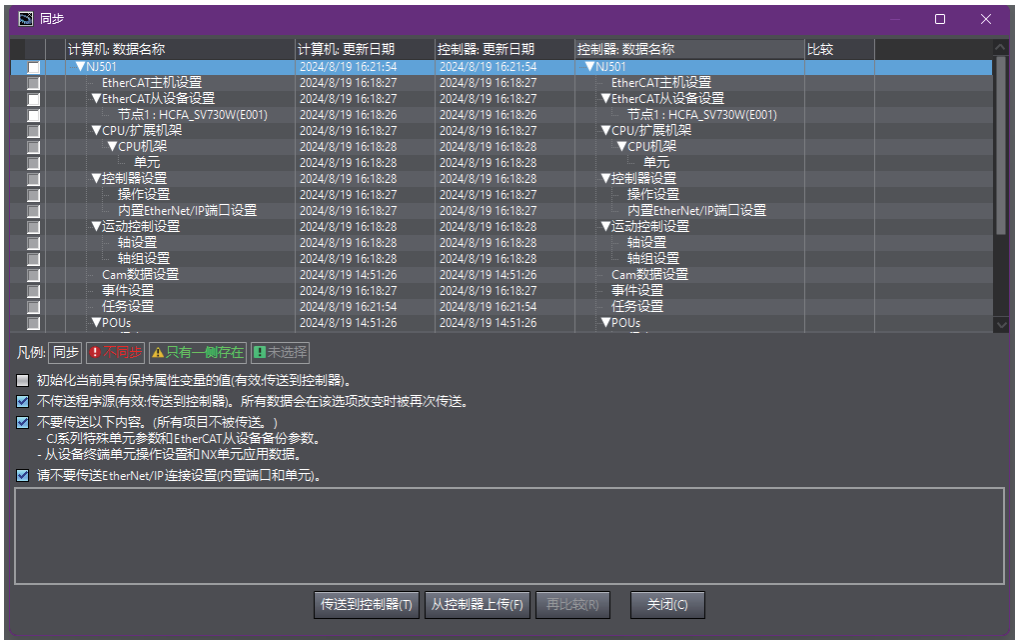 同步
计算机: 数据名称 计算机: 更新日期 控制器: 更新日期 控制器: 数据名称 比较
▼NJ501 2024/8/19 16:21:54 2024/8/19 16:21:54 ▼NJ501
EtherCAT主机设置 2024/8/19 16:18:27 2024/8/19 16:18:27 EtherCAT主机设置
▼EtherCAT从设备设置 2024/8/19 16:18:27 2024/8/19 16:18:27 ▼EtherCAT从设备设置
节点1 : HCFA_SV730W(E001) 2024/8/19 16:18:26 2024/8/19 16:18:26 节点1 : HCFA_SV730W(E001)
▼CPU/扩展机架 2024/8/19 16:18:27 2024/8/19 16:18:27 ▼CPU/扩展机架
▼CPU机架 2024/8/19 16:18:28 2024/8/19 16:18:28 ▼CPU机架
单元 2024/8/19 16:18:28 2024/8/19 16:18:28 单元
▼控制器设置 2024/8/19 16:18:28 2024/8/19 16:18:28 ▼控制器设置
操作设置 2024/8/19 16:18:27 2024/8/19 16:18:27 操作设置
内置EtherNet/IP端口设置 2024/8/19 16:18:27 2024/8/19 16:18:27 内置EtherNet/IP端口设置
▼运动控制设置 2024/8/19 16:18:28 2024/8/19 16:18:28 ▼运动控制设置
轴设置 2024/8/19 16:18:28 2024/8/19 16:18:28 轴设置
轴组设置 2024/8/19 16:18:28 2024/8/19 16:18:28 轴组设置
Cam数据设置 2024/8/19 14:51:26 2024/8/19 14:51:26 Cam数据设置
事件设置 2024/8/19 16:18:27 2024/8/19 16:18:27 事件设置
任务设置 2024/8/19 16:21:54 2024/8/19 16:21:54 任务设置
▼POUs 2024/8/19 14:51:26 2024/8/19 14:51:26 ▼POUs
凡例: 同步 不同步 只有一侧存在 未选择
初始化当前具有保持属性变量的值(有效:传送到控制器)。
不传送程序源(有效:传送到控制器)。所有数据会在该选项改变时被再次传送。
不要传送以下内容。(所有项目不被传送。)
- CJ系列特殊单元参数和EtherCAT从设备备份参数。
- 从设备终端单元操作设置和NX单元应用数据。
请不要传送EtherNet/IP连接设置(内置端口和单元)。
传送到控制器(T) 从控制器上传(F) 再比较(R) 关闭(C)